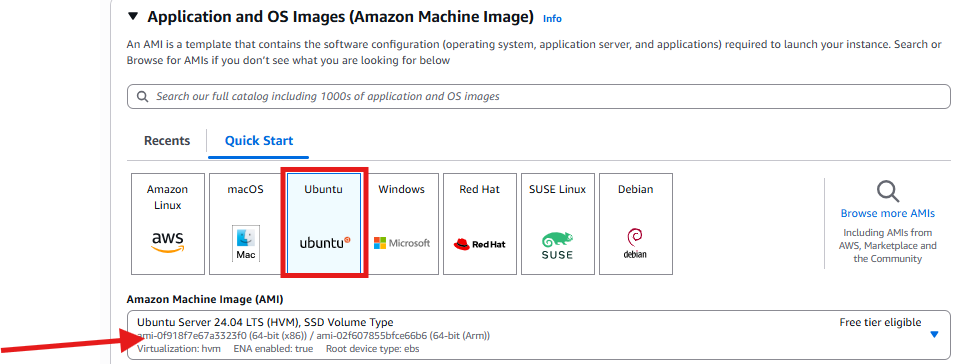 Application and OS Images (Amazon Machine Image) Info
An AMI is a template that contains the software configuration (operating system, application server, and applications) required to launch your instance. Search or
Browse for AMIs if you don't see what you are looking for below
Search our full catalog including 1000s of application and OS images
Recents
Quick Start
Amazon
Linux
aws
macOS
Mac
Ubuntu
ubuntu
Windows
Microsoft
Red Hat
Red Hat
SUSE Linux
SUSE
Debian
debian
Browse more AMIs
Including AMIs from
AWS, Marketplace and
the Community
Amazon Machine Image (AMI)
Ubuntu Server 24.04 LTS (HVM), SSD Volume Type
Free tier eligible
ami-0f918f7e67a3323f0 (64-bit (x86)) / ami-02f607855bfce66b6 (64-bit (Arm))
Virtualization: hvm ENA enabled: true Root device type: ebs